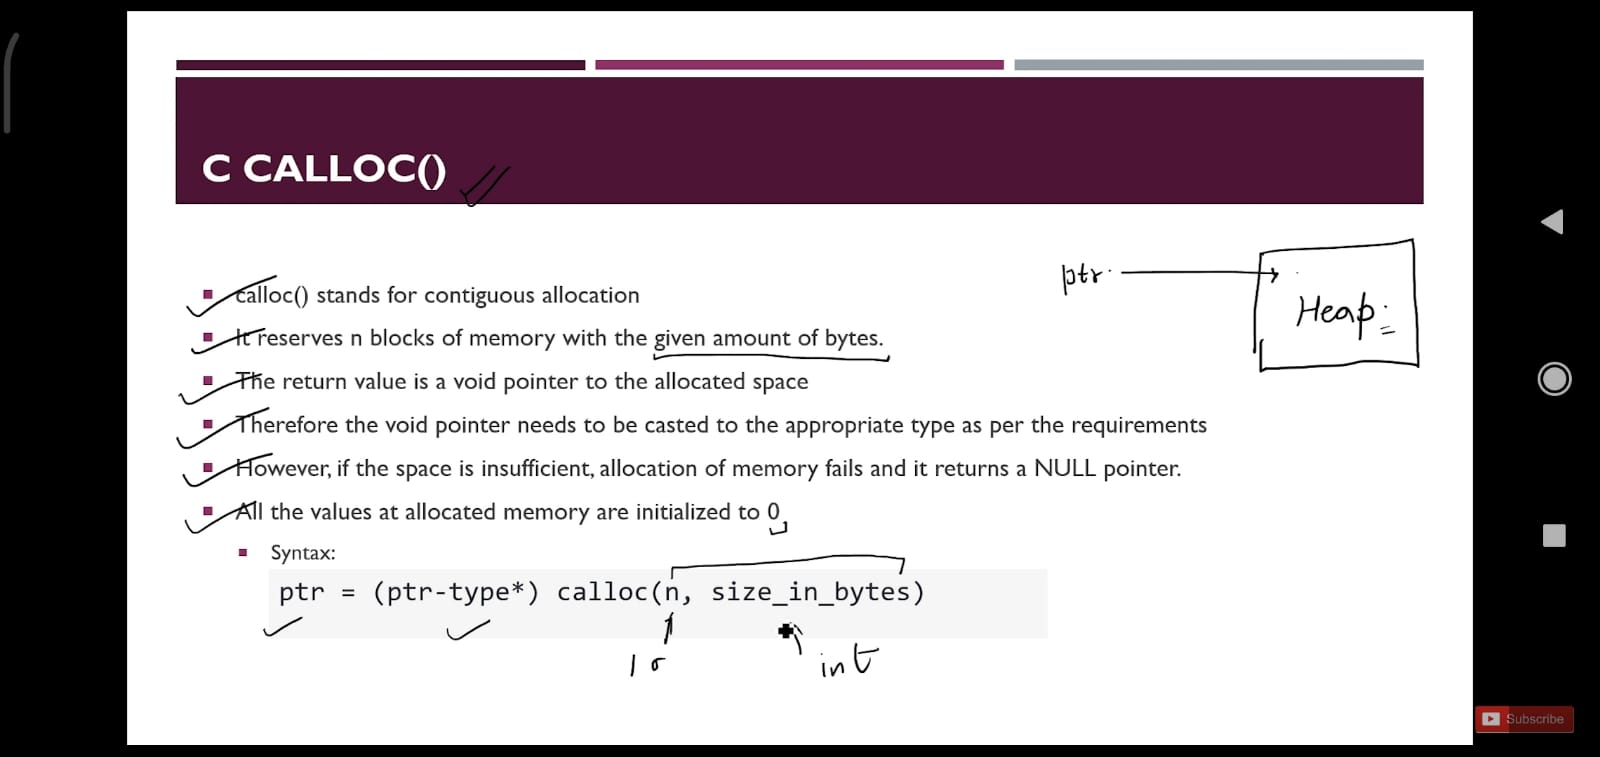 C CALLOC()
calloc() stands for contiguous allocation
It reserves n blocks of memory with the given amount of bytes.
The return value is a void pointer to the allocated space
Therefore the void pointer needs to be casted to the appropriate type as per the requirements
However, if the space is insufficient, allocation of memory fails and it returns a NULL pointer.
All the values at allocated memory are initialized to 0
Syntax:
ptr = (ptr-type*) calloc(n, size_in_bytes)
10
int
ptr
Heap
Subscribe